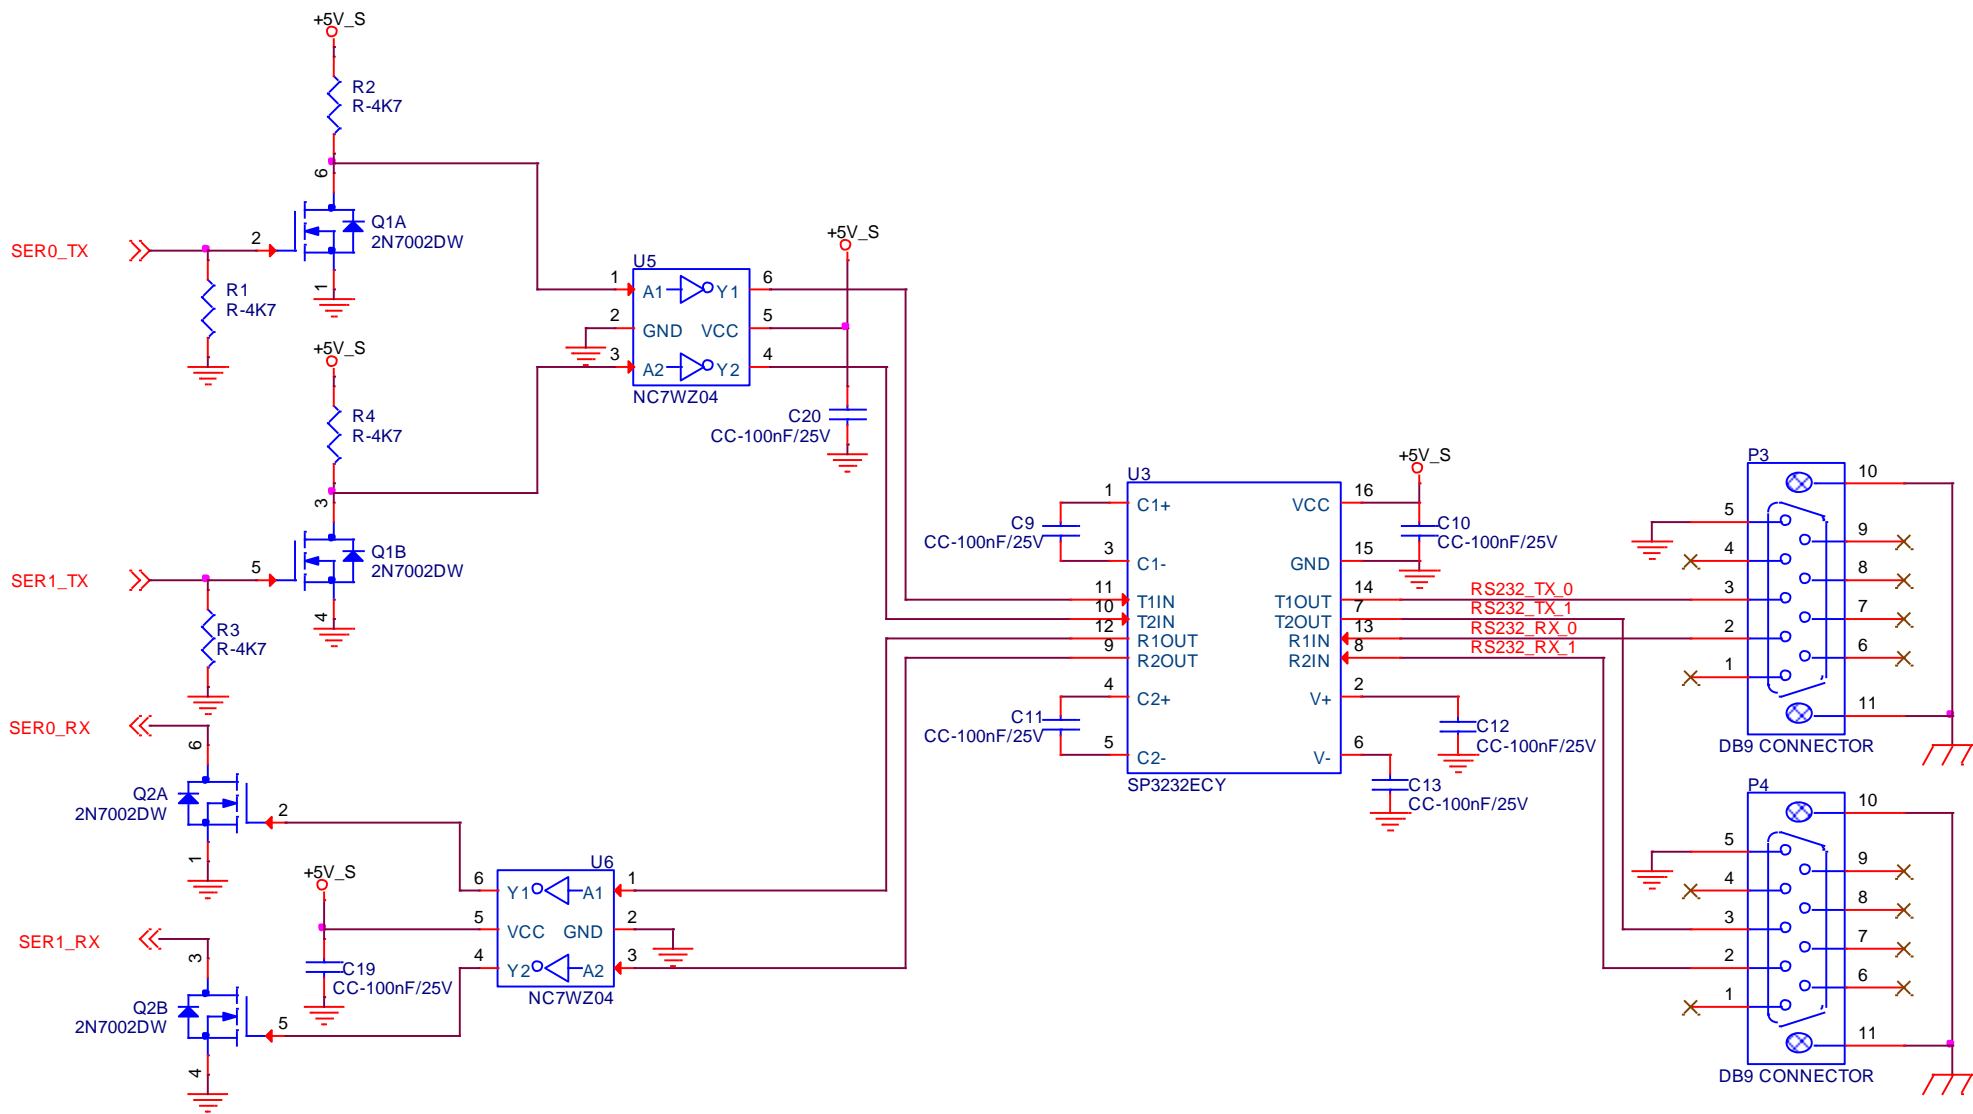 +5V_S
R2
R-4K7
6
Q1A
2N7002DW
SER0_TX
2
1
R1
R-4K7
+5V_S
R4
R-4K7
3
Q1B
2N7002DW
SER1_TX
5
4
R3
R-4K7
U5
1
A1
Y1
6
2
GND
VCC
5
3
A2
Y2
4
NC7WZ04
+5V_S
C20
CC-100nF/25V
SER0_RX
6
Q2A
2N7002DW
2
1
SER1_RX
3
Q2B
2N7002DW
5
4
+5V_S
C19
CC-100nF/25V
U6
6
Y1
A1
1
5
VCC
GND
2
4
Y2
A2
3
NC7WZ04
U3
1
C1+
VCC
16
3
C1-
GND
15
11
T1IN
T1OUT
14
10
T2IN
T2OUT
7
12
R1OUT
R1IN
13
9
R2OUT
R2IN
8
4
C2+
V+
2
5
C2-
V-
6
SP3232ECY
C9
CC-100nF/25V
C11
CC-100nF/25V
+5V_S
C10
CC-100nF/25V
RS232_TX_0
RS232_TX_1
RS232_RX_0
RS232_RX_1
C12
CC-100nF/25V
C13
CC-100nF/25V
P3
10
5
9
4
8
3
7
2
6
1
11
DB9 CONNECTOR
P4
10
5
9
4
8
3
7
2
6
1
11
DB9 CONNECTOR